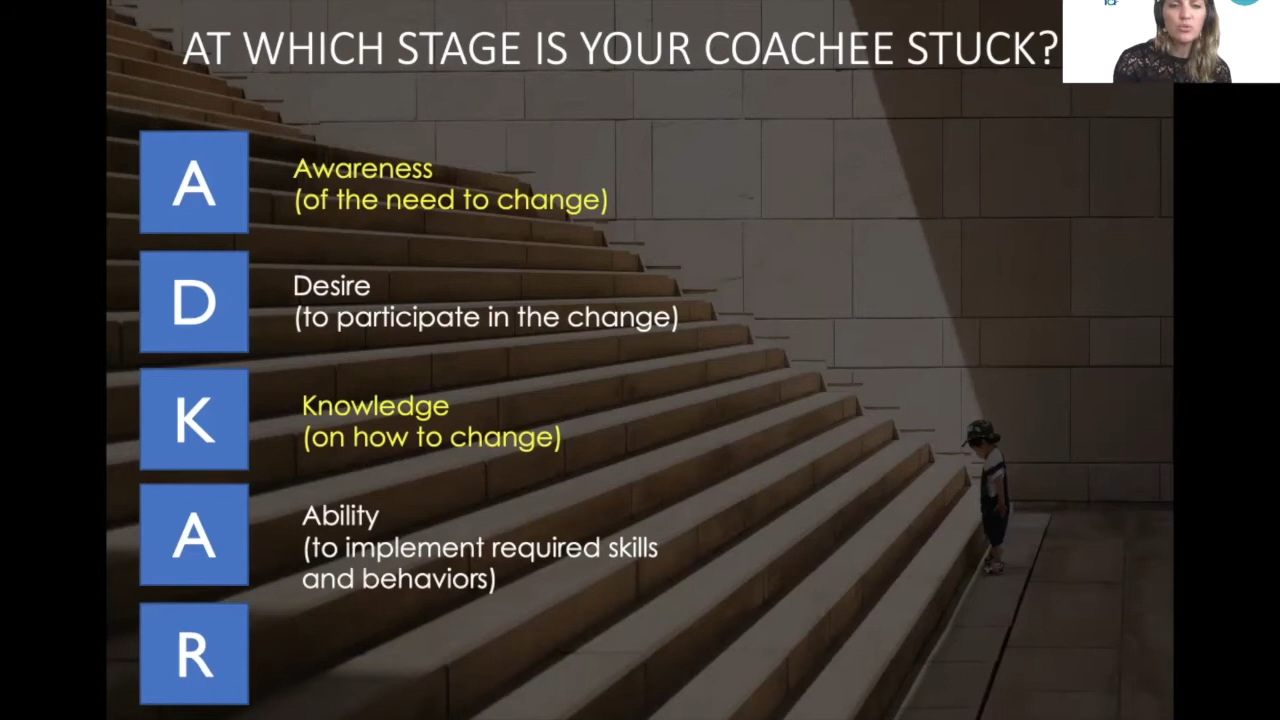 AT WHICH STAGE IS YOUR COACHEE STUCK?
A
Awareness
(of the need to change)
D
Desire
(to participate in the change)
K
Knowledge
(on how to change)
A
Ability
(to implement required skills
and behaviors)
R